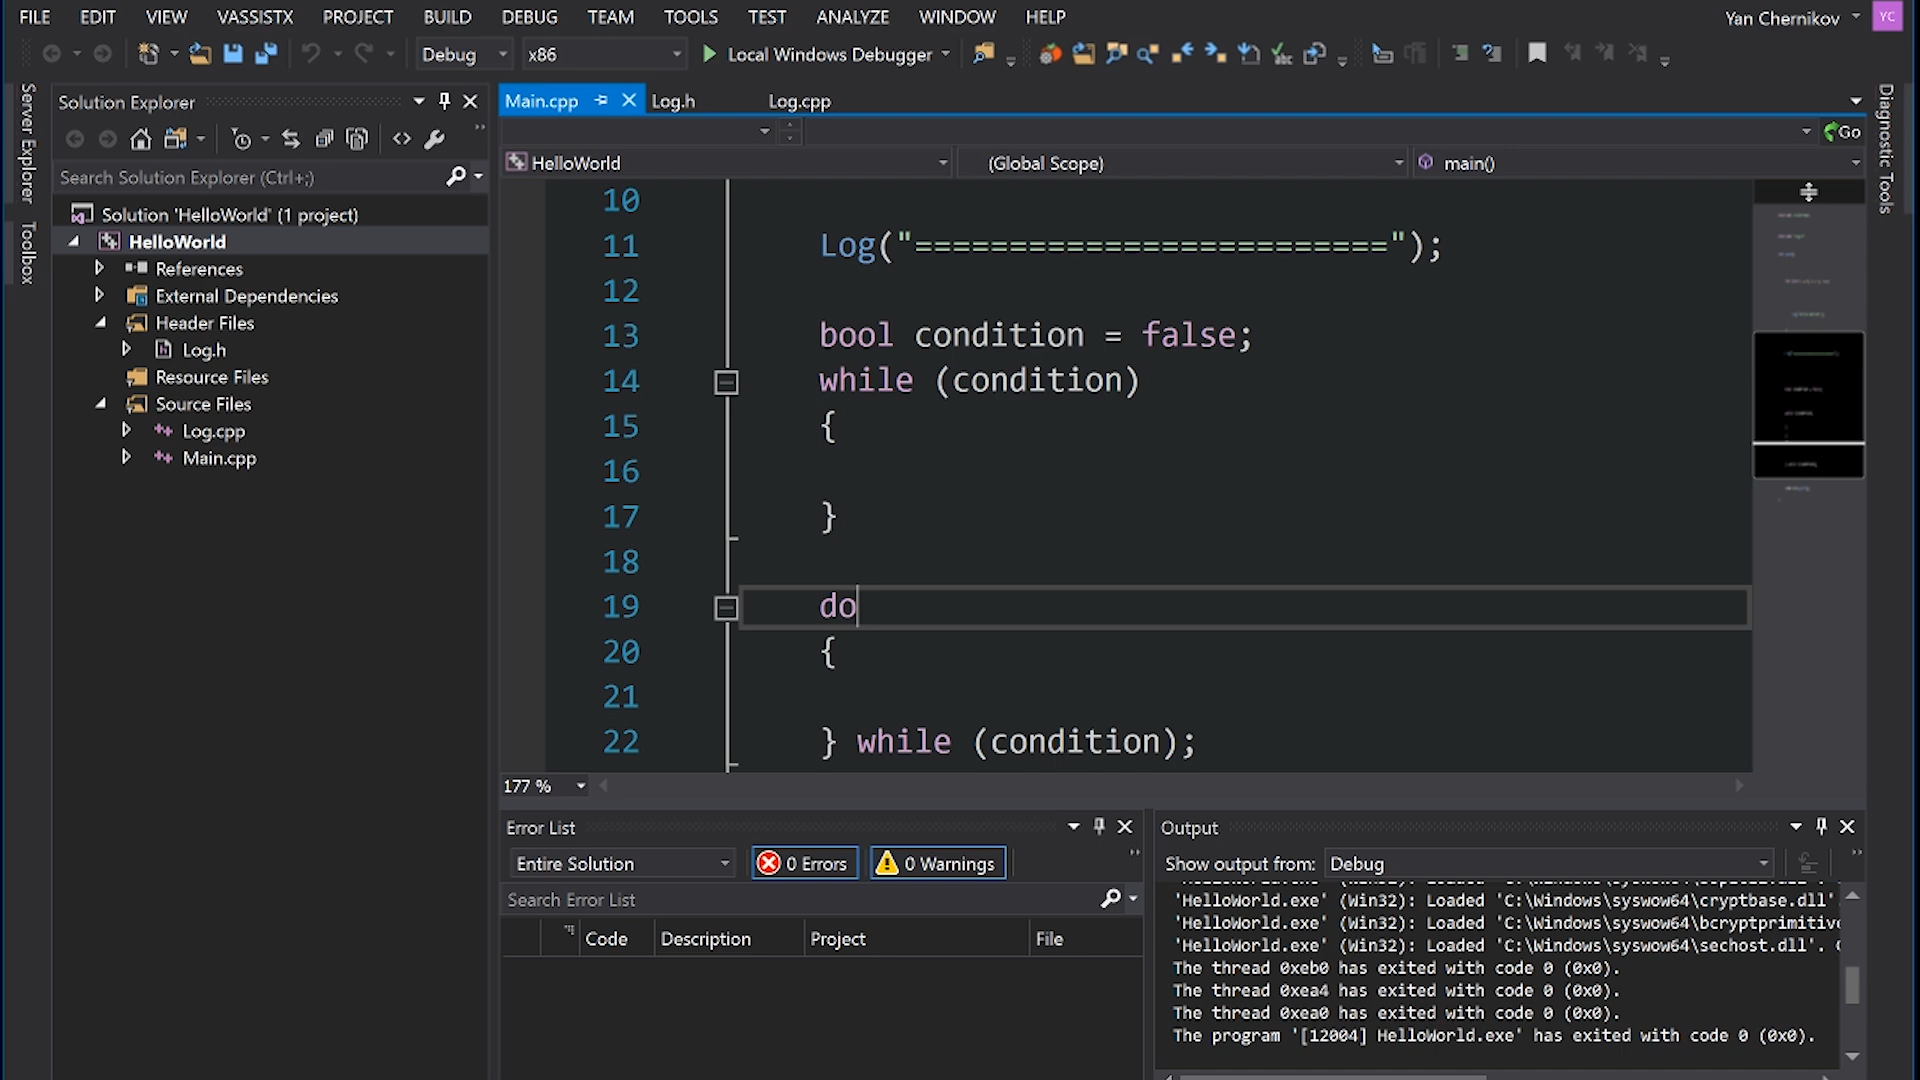 FILE EDIT VIEW VASSISTX PROJECT BUILD DEBUG TEAM TOOLS TEST ANALYZE WINDOW HELP
Yan Chernikov YC
Debug x86 Local Windows Debugger
Server Explorer
Toolbox
Solution Explorer
Search Solution Explorer (Ctrl+;)
Solution 'HelloWorld' (1 project)
HelloWorld
References
External Dependencies
Header Files
Log.h
Resource Files
Source Files
Log.cpp
Main.cpp
Main.cpp Log.h Log.cpp
Go
HelloWorld (Global Scope) main()
10
11 Log("=========================");
12
13 bool condition = false;
14 while (condition)
15 {
16
17 }
18
19 do
20 {
21
22 } while (condition);
177 %
Diagnostic Tools
Error List
Entire Solution 0 Errors 0 Warnings
Search Error List
Code Description Project File
Output
Show output from: Debug
'HelloWorld.exe' (Win32): Loaded 'C:\Windows\syswow64\cryptbase.dll'
'HelloWorld.exe' (Win32): Loaded 'C:\Windows\syswow64\bcryptprimitive
'HelloWorld.exe' (Win32): Loaded 'C:\Windows\syswow64\sechost.dll'.
The thread 0xeb0 has exited with code 0 (0x0).
The thread 0xea4 has exited with code 0 (0x0).
The thread 0xea0 has exited with code 0 (0x0).
The program '[12004] HelloWorld.exe' has exited with code 0 (0x0).